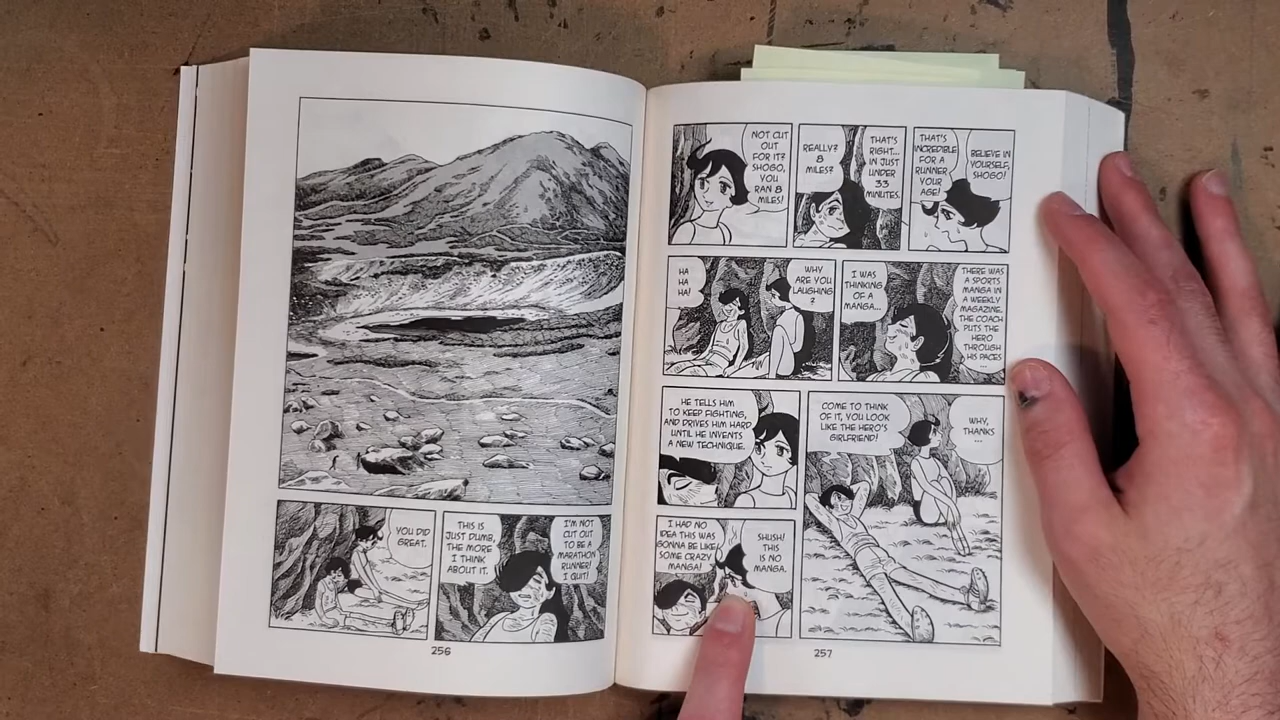 YOU DID
GREAT.
THIS IS
JUST DUMB,
THE MORE
I THINK
ABOUT IT.
I'M NOT
CUT OUT
TO BE A
MARATHON
RUNNER!
I QUIT!
256
NOT CUT
OUT
FOR IT?
SHOGO,
YOU
RAN 8
MILES!
REALLY?
8
MILES?
THAT'S
RIGHT...
IN JUST
UNDER
33
MINUTES.
THAT'S
INCREDIBLE
FOR A
RUNNER
YOUR
AGE!
BELIEVE IN
YOURSELF,
SHOGO!
HA
HA
HA!
WHY
ARE YOU
LAUGHING
?
I WAS
THINKING
OF A
MANGA...
THERE WAS
A SPORTS
MANGA IN
A WEEKLY
MAGAZINE.
THE COACH
PUTS THE
HERO
THROUGH
HIS PACES
...
HE TELLS HIM
TO KEEP FIGHTING,
AND DRIVES HIM HARD
UNTIL HE INVENTS
A NEW TECHNIQUE.
COME TO THINK
OF IT, YOU LOOK
LIKE THE HERO'S
GIRLFRIEND!
WHY,
THANKS
...
I HAD NO
IDEA THIS WAS
GONNA BE LIKE
SOME CRAZY
MANGA!
SHUSH!
THIS
IS NO
MANGA.
257